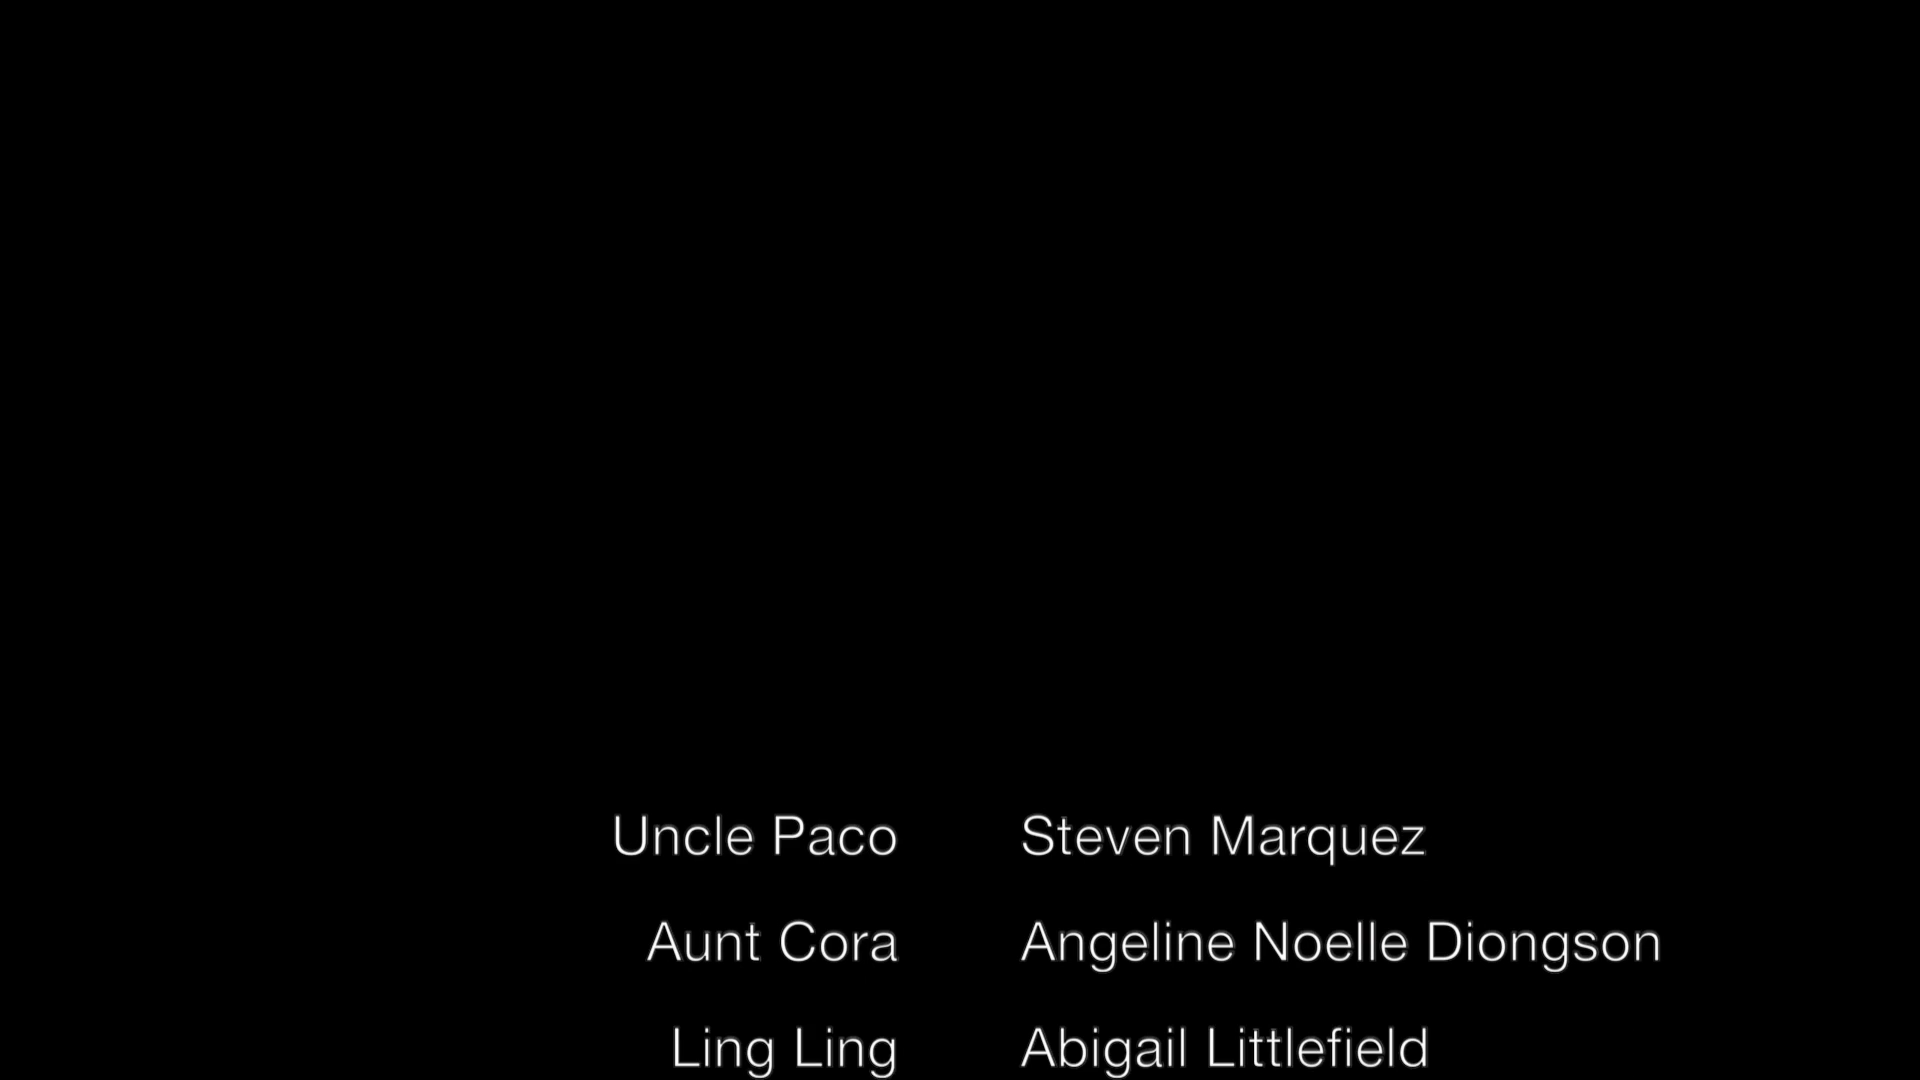 Uncle Paco Steven Marquez
Aunt Cora Angeline Noelle Diongson
Ling Ling Abigail Littlefield